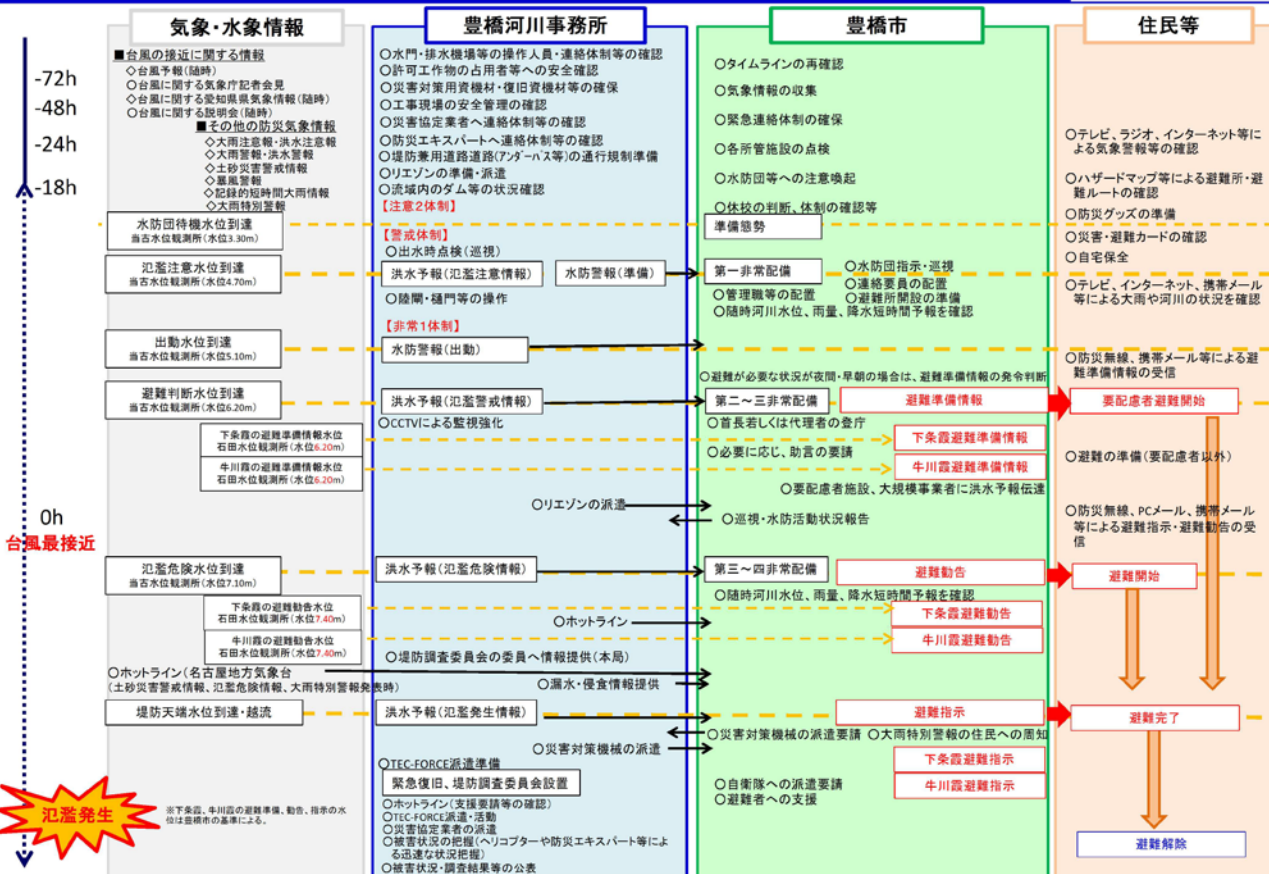 気象・水象情報
豊橋河川事務所
豊橋市
住民等
-72h
-48h
-24h
-18h
0h
台風最接近
氾濫発生
■台風の接近に関する情報
◇台風予報(随時)
○台風に関する気象庁記者会見
◇台風に関する愛知県気象情報(随時)
○台風に関する説明会(随時)
■その他の防災気象情報
◇大雨注意報・洪水注意報
◇大雨警報・洪水警報
◇土砂災害警戒情報
◇暴風警報
◇記録的短時間大雨情報
◇大雨特別警報
水防団待機水位到達
当古水位観測所(水位3.30m)
氾濫注意水位到達
当古水位観測所(水位4.70m)
出動水位到達
当古水位観測所(水位5.10m)
避難判断水位到達
当古水位観測所(水位6.20m)
下条霞の避難準備情報水位
石田水位観測所(水位6.20m)
牛川霞の避難準備情報水位
石田水位観測所(水位6.20m)
氾濫危険水位到達
当古水位観測所(水位7.10m)
下条霞の避難勧告水位
石田水位観測所(水位7.40m)
牛川霞の避難勧告水位
石田水位観測所(水位7.40m)
○ホットライン(名古屋地方気象台
(土砂災害警戒情報、氾濫危険情報、大雨特別警報発表時)
堤防天端水位到達・越流
※下条霞、牛川霞の避難準備、勧告、指示の水
位は豊橋市の基準による。
○水門・排水機場等の操作人員・連絡体制等の確認
○許可工作物の占用者等への安全確認
○災害対策用資機材・復旧資機材等の確保
○工事現場の安全管理の確認
○災害協定業者へ連絡体制等の確認
○防災エキスパートへ連絡体制等の確認
○堤防兼用道路道路(アンダーパス等)の通行規制準備
○リエゾンの準備・派遣
○流域内のダム等の状況確認
【注意2体制】
【警戒体制】
○出水時点検(巡視)
洪水予報(氾濫注意情報)
水防警報(準備)
○陸閘・樋門等の操作
【非常1体制】
水防警報(出動)
洪水予報(氾濫警戒情報)
○CCTVによる監視強化
○リエゾンの派遣
洪水予報(氾濫危険情報)
○ホットライン
○堤防調査委員会の委員へ情報提供(本局)
○漏水・侵食情報提供
洪水予報(氾濫発生情報)
○災害対策機械の派遣
○TEC-FORCE派遣準備
緊急復旧、堤防調査委員会設置
○ホットライン(支援要請等の確認)
○TEC-FORCE派遣・活動
○災害協定業者の派遣
○被害状況の把握(ヘリコプターや防災エキスパート等によ
る迅速な状況把握)
○被害状況・調査結果等の公表
○タイムラインの再確認
○気象情報の収集
○緊急連絡体制の確保
○各所管施設の点検
○水防団等への注意喚起
○休校の判断、体制の確認等
準備態勢
第一非常配備
○水防団指示・巡視
○連絡要員の配置
○管理職等の配置
○避難所開設の準備
○随時河川水位、雨量、降水短時間予報を確認
○避難が必要な状況が夜間・早朝の場合は、避難準備情報の発令判断
第二～三非常配備
避難準備情報
○首長若しくは代理者の登庁
下条霞避難準備情報
○必要に応じ、助言の要請
牛川霞避難準備情報
○要配慮者施設、大規模事業者に洪水予報伝達
○巡視・水防活動状況報告
第三～四非常配備
避難勧告
○随時河川水位、雨量、降水短時間予報を確認
下条霞避難勧告
牛川霞避難勧告
避難指示
○災害対策機械の派遣要請
○大雨特別警報の住民への周知
下条霞避難指示
○自衛隊への派遣要請
牛川霞避難指示
○避難者への支援
○テレビ、ラジオ、インターネット等に
よる気象警報等の確認
○ハザードマップ等による避難所・避
難ルートの確認
○防災グッズの準備
○災害・避難カードの確認
○自宅保全
○テレビ、インターネット、携帯メール
等による大雨や河川の状況を確認
○防災無線、携帯メール等による避
難準備情報の受信
要配慮者避難開始
○避難の準備(要配慮者以外)
○防災無線、PCメール、携帯メール
等による避難指示・避難勧告の受
信
避難開始
避難完了
避難解除